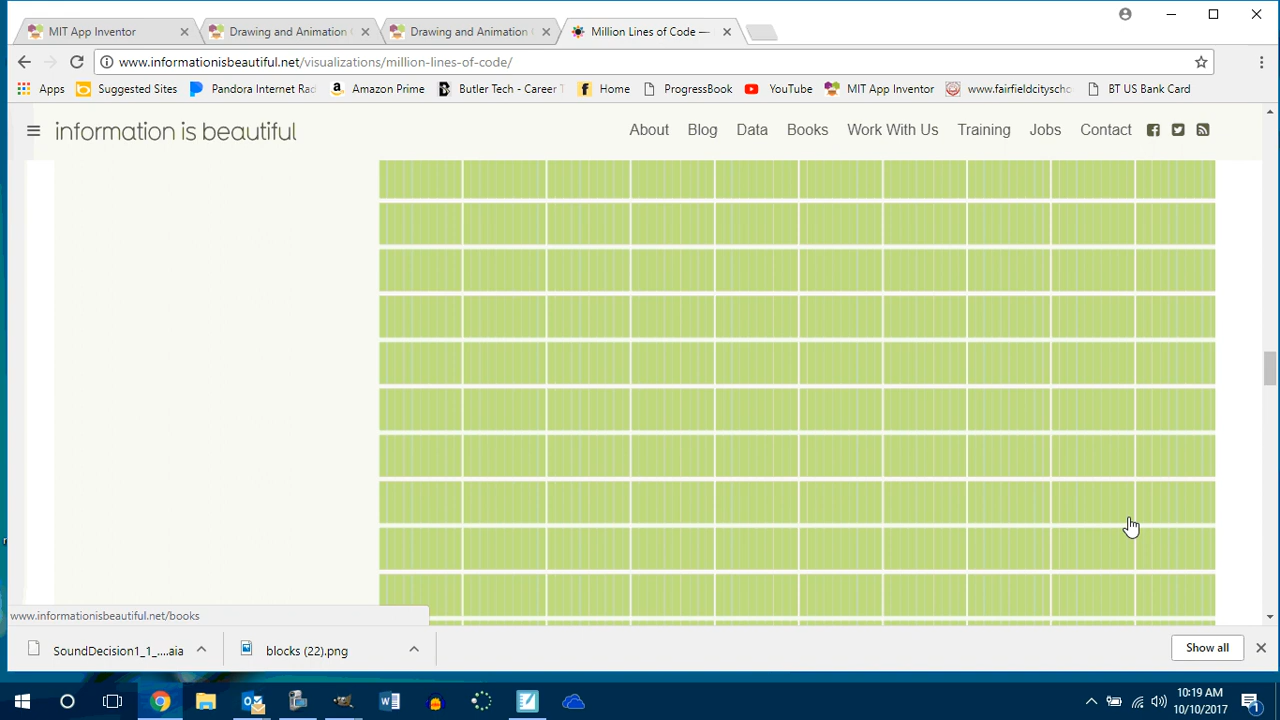 MIT App Inventor
Drawing and Animation
Drawing and Animation
Million Lines of Code —
www.informationisbeautiful.net/visualizations/million-lines-of-code/
Apps
Suggested Sites
Pandora Internet Rad
Amazon Prime
Butler Tech - Career
Home
ProgressBook
YouTube
MIT App Inventor
www.fairfieldcityscho
BT US Bank Card
information is beautiful
About
Blog
Data
Books
Work With Us
Training
Jobs
Contact
www.informationisbeautiful.net/books
SoundDecision1_1_....aia
blocks (22).png
Show all
10:19 AM
10/10/2017